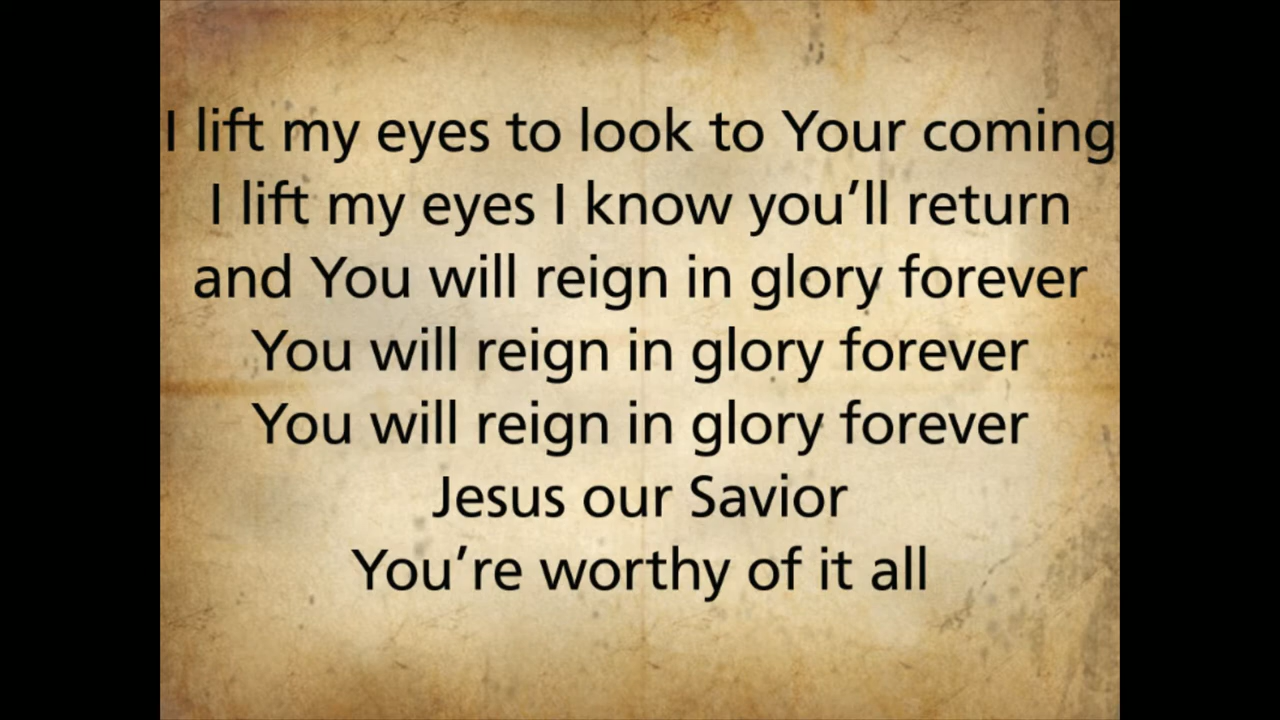 I lift my eyes to look to Your coming
I lift my eyes I know you’ll return
and You will reign in glory forever
You will reign in glory forever
You will reign in glory forever
Jesus our Savior
You’re worthy of it all